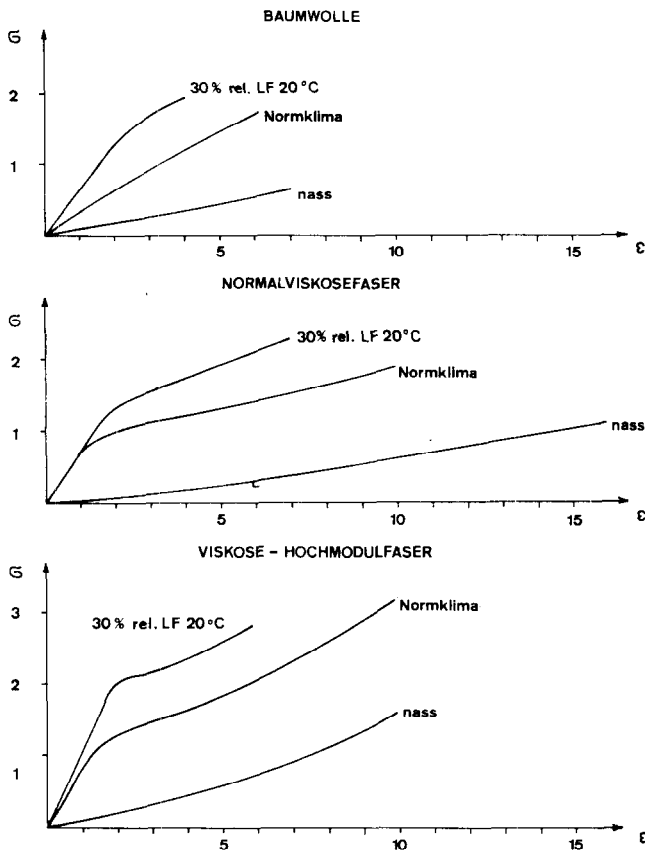 BAUMWOLLE
σ
2
30% rel. LF 20°C
Normklima
1
nass
5
10
15
ε
NORMALVISKOSEFASER
σ
30% rel. LF 20°C
2
Normklima
1
nass
5
10
15
ε
VISKOSE – HOCHMODULFASER
σ
3
Normklima
30% rel. LF 20°C
2
nass
1
5
10
15
ε